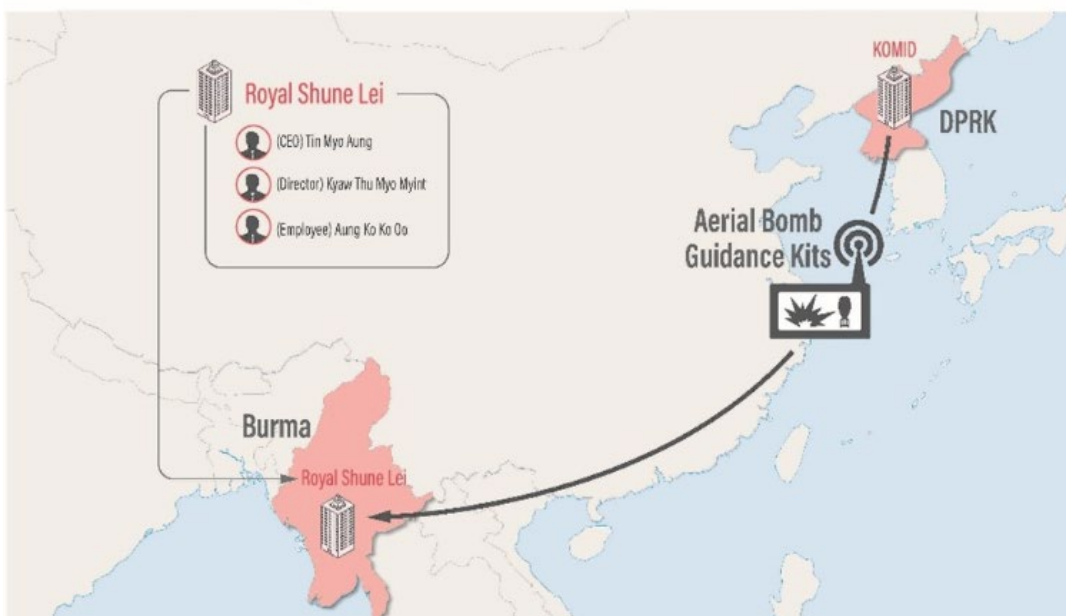 KOMID
DPRK
Royal Shune Lei
(CEO) Tin Myo Aung
(Director) Kyaw Thu Myo Myint
(Employee) Aung Ko Ko Oo
Aerial Bomb
Guidance Kits
Burma
Royal Shune Lei